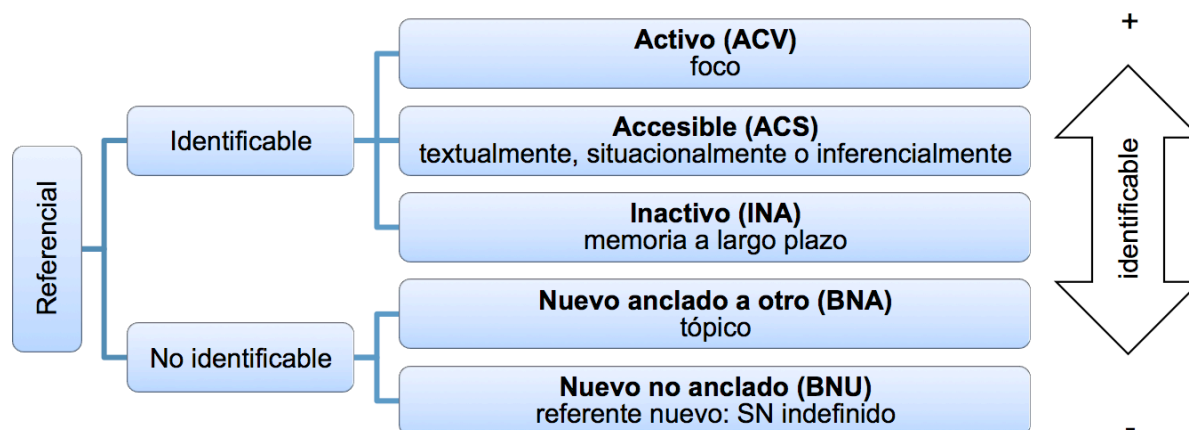 Referencial
Identificable
No identificable
Activo (ACV)
foco
Accesible (ACS)
textualmente, situacionalmente o inferencialmente
Inactivo (INA)
memoria a largo plazo
Nuevo anclado a otro (BNA)
tópico
Nuevo no anclado (BNU)
referente nuevo: SN indefinido
+
identificable
-